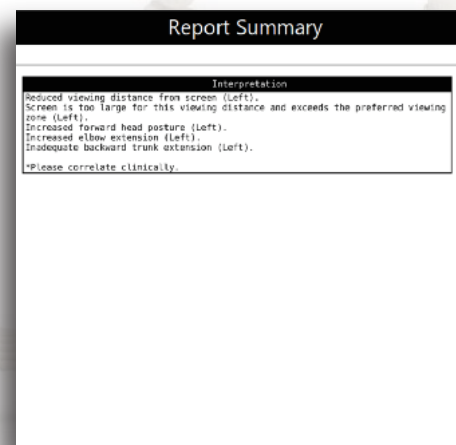 Report Summary
Interpretation
Reduced viewing distance from screen (Left).
Screen is too large for this viewing distance and exceeds the preferred viewing
zone (Left).
Increased forward head posture (Left).
Increased elbow extension (Left).
Inadequate backward trunk extension (Left).
*Please correlate clinically.